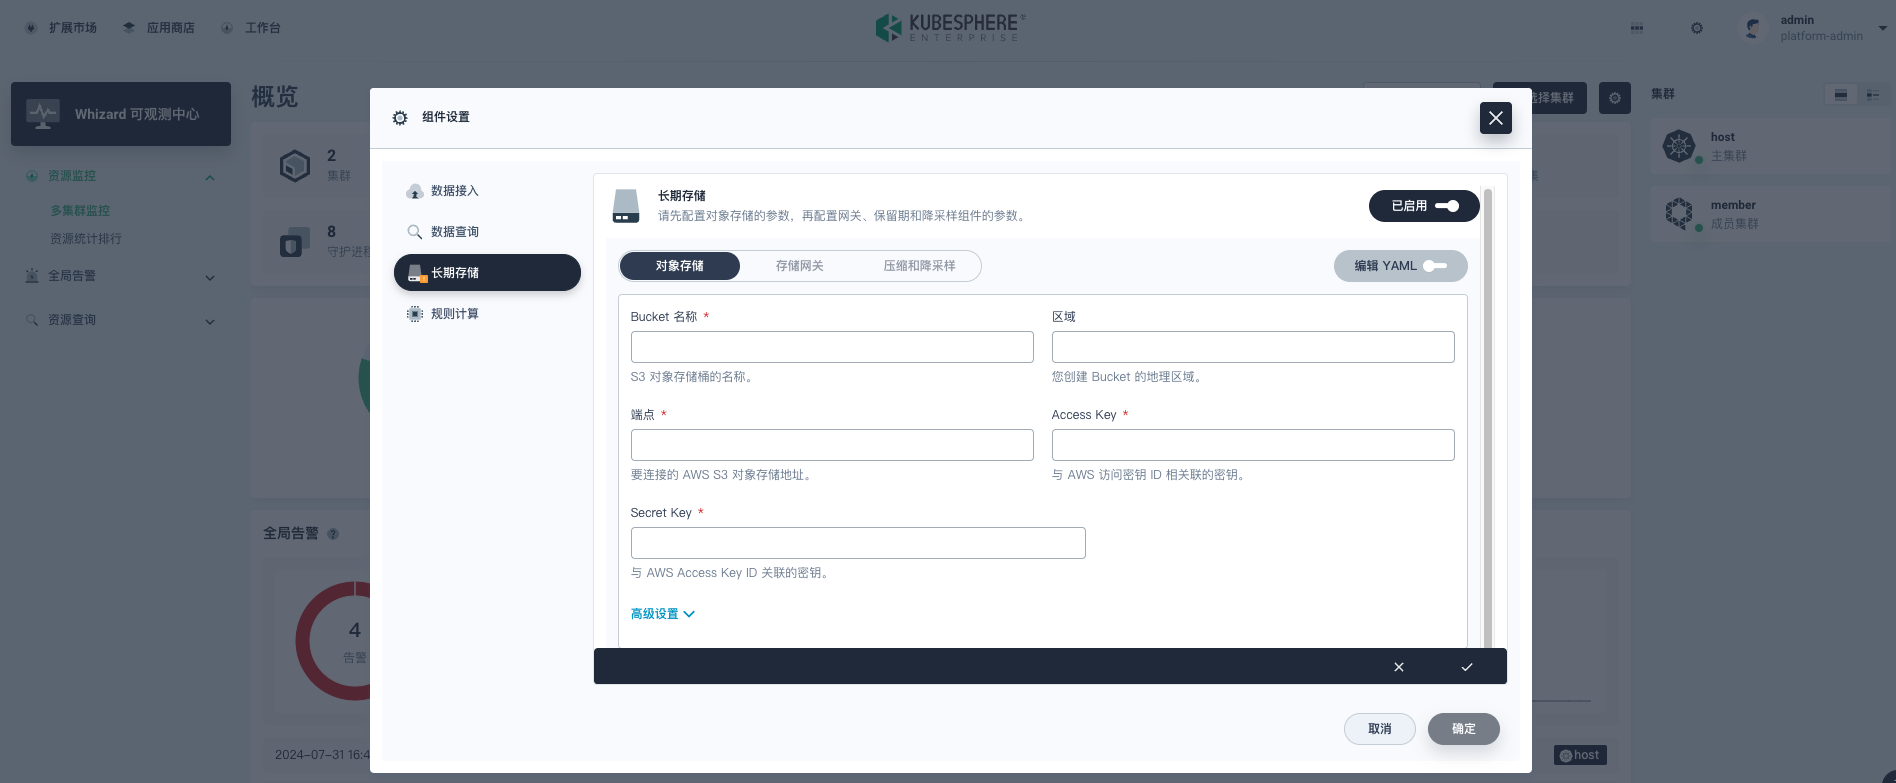 扩展市场
应用商店
工作台
KUBESPHERE
ENTERPRISE
admin
platform-admin
Whizard 可观测中心
资源监控
多集群监控
资源统计排行
全局告警
资源查询
概览
选择集群
2
集群
8
守护进程
全局告警
4
告警
2024-07-31 16:4
host
集群
host
主集群
member
成员集群
组件设置
数据接入
数据查询
长期存储
规则计算
长期存储
请先配置对象存储的参数，再配置网关、保留期和降采样组件的参数。
已启用
对象存储
存储网关
压缩和降采样
编辑 YAML
Bucket 名称 *
S3 对象存储桶的名称。
区域
您创建 Bucket 的地理区域。
端点 *
要连接的 AWS S3 对象存储地址。
Access Key *
与 AWS 访问密钥 ID 相关联的密钥。
Secret Key *
与 AWS Access Key ID 关联的密钥。
高级设置
取消
确定